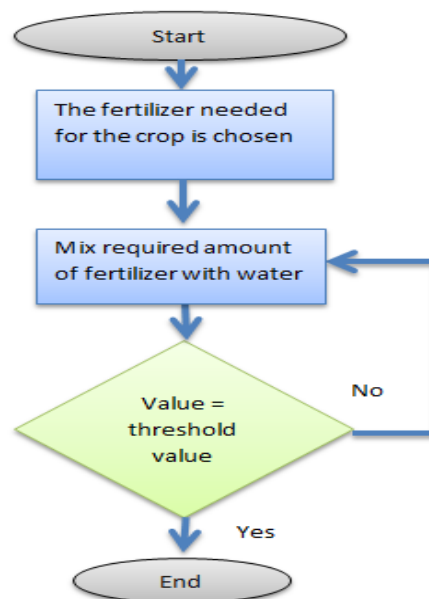 Start
The fertilizer needed
for the crop is chosen
Mix required amount
of fertilizer with water
Value =
threshold
value
No
Yes
End